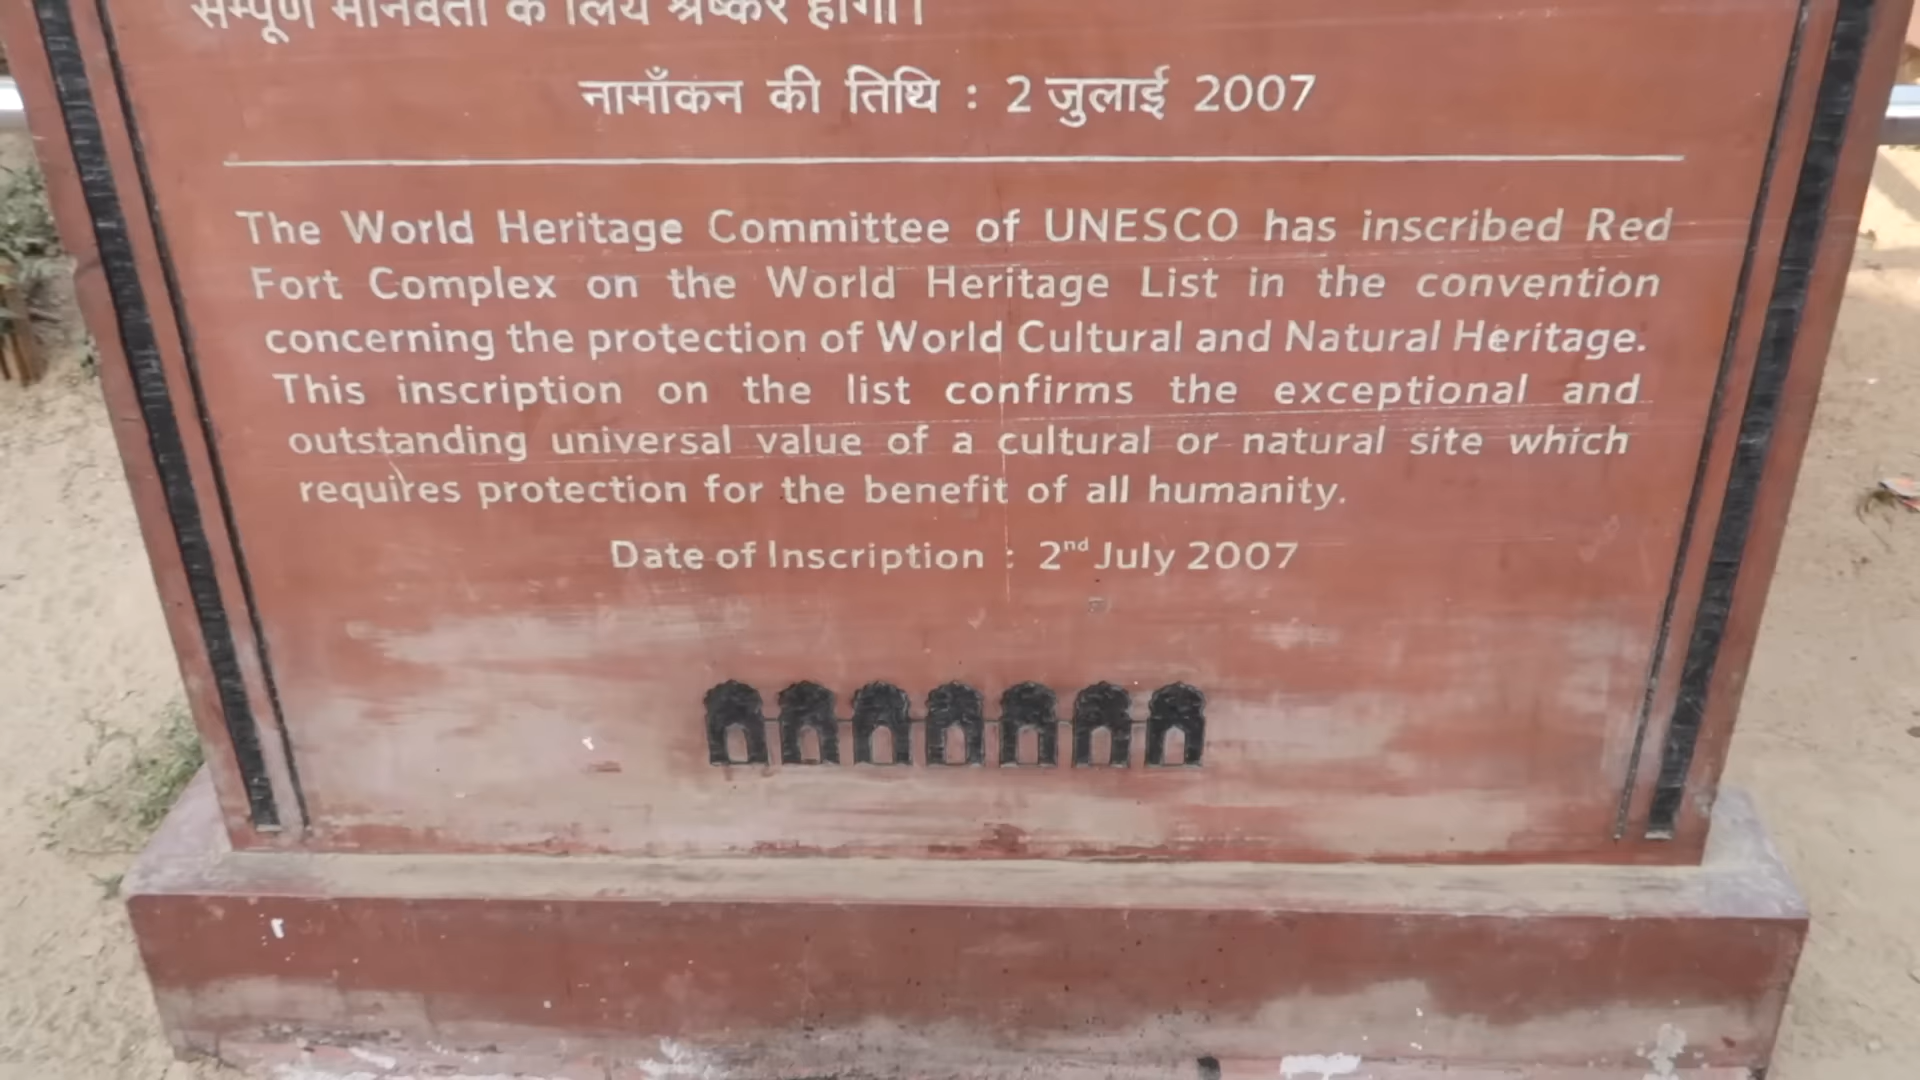 सम्पूर्ण मानवता के लिये श्रेष्कर होगा।
नामाँकन की तिथि : 2 जुलाई 2007
The World Heritage Committee of UNESCO has inscribed Red
Fort Complex on the World Heritage List in the convention
concerning the protection of World Cultural and Natural Heritage.
This inscription on the list confirms the exceptional and
outstanding universal value of a cultural or natural site which
requires protection for the benefit of all humanity.
Date of Inscription : 2nd July 2007